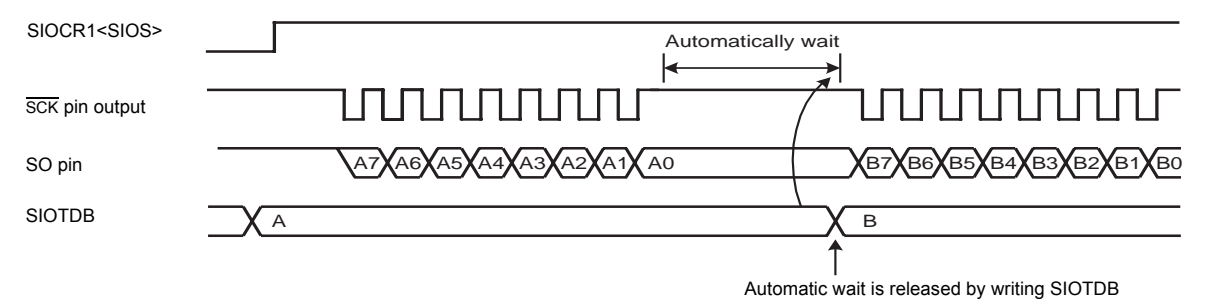 SIOCR1<SIOS>
Automatically wait
SCK pin output
SO pin
A7 A6 A5 A4 A3 A2 A1 A0 B7 B6 B5 B4 B3 B2 B1 B0
SIOTDB
A B
Automatic wait is released by writing SIOTDB